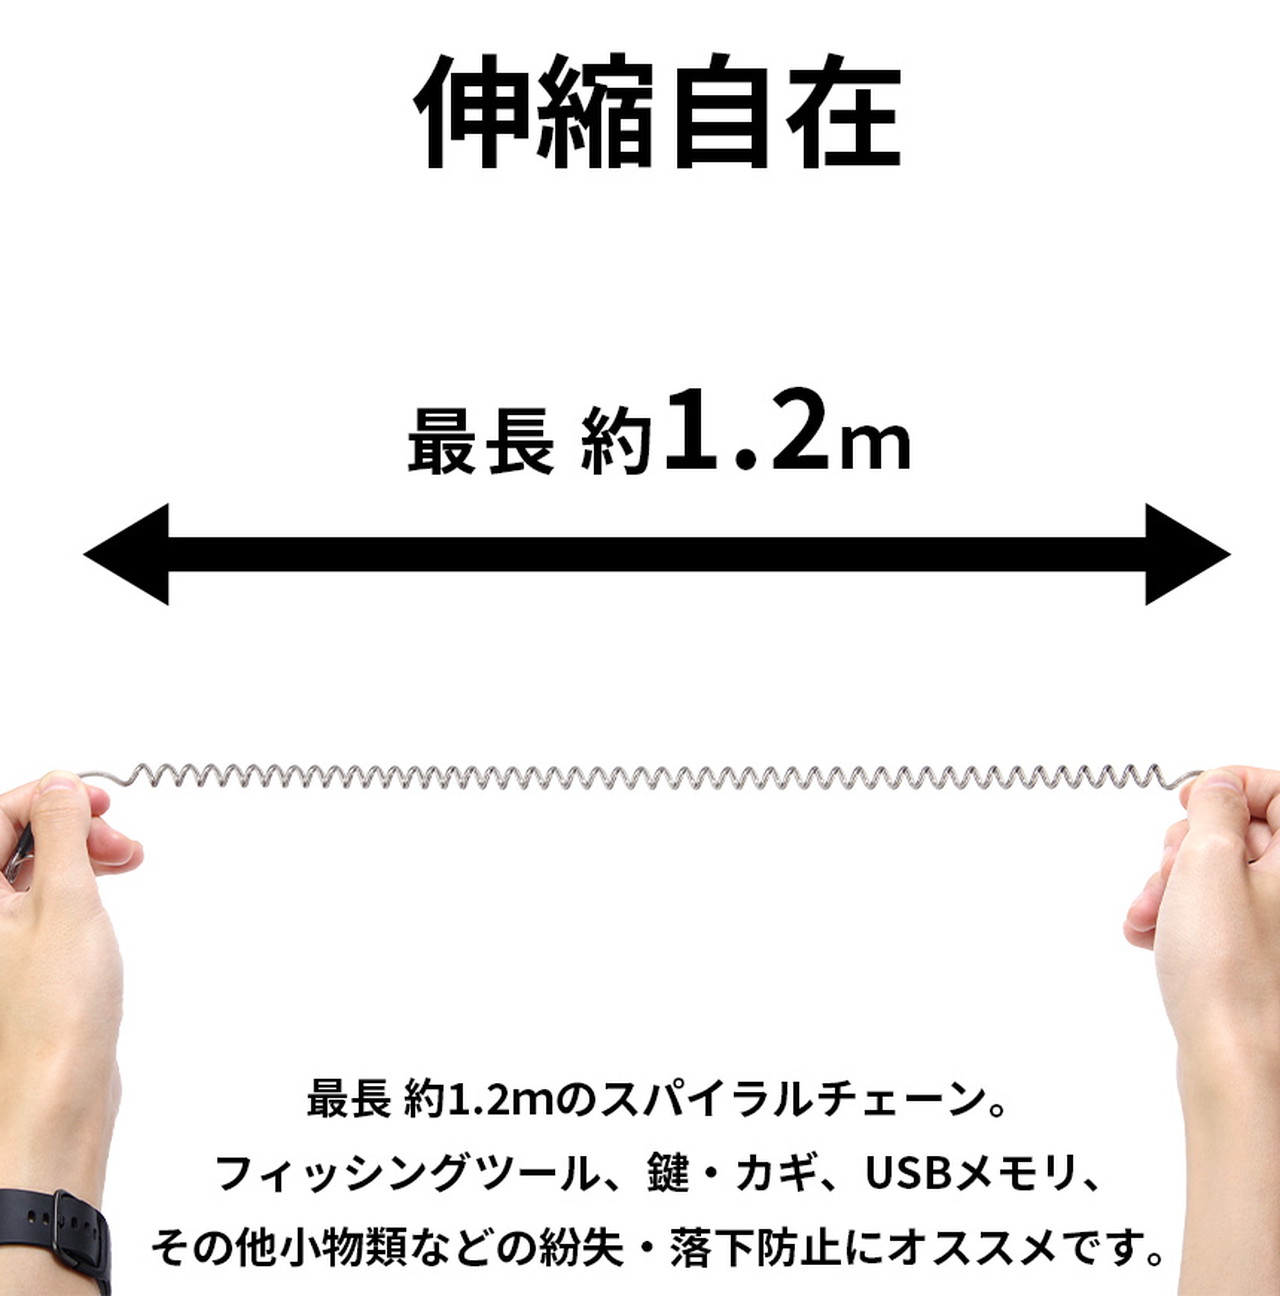 伸縮自在
最長 約1.2m
最長 約1.2mのスパイラルチェーン。
フィッシングツール、鍵・カギ、USBメモリ、
その他小物類などの紛失・落下防止にオススメです。